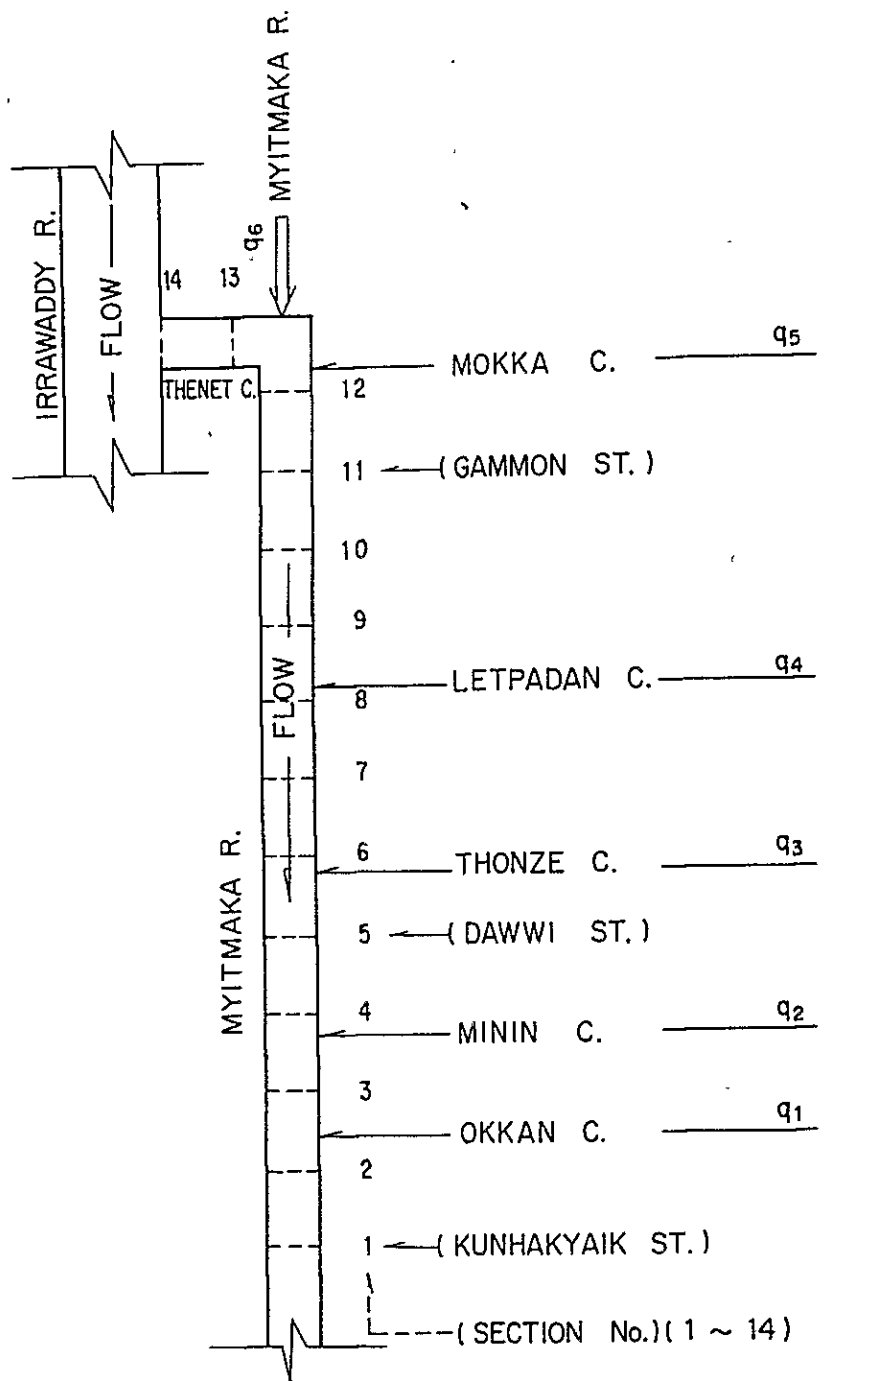 MYITMAKA R.
q6
IRRAWADDY R.
FLOW
14
13
THENET C.
12
MOKKA C.
q5
11
(GAMMON ST.)
10
9
FLOW
LETPADAN C.
q4
8
7
MYITMAKA R.
6
THONZE C.
q3
5
(DAWWI ST.)
4
MININ C.
q2
3
OKKAN C.
q1
2
1
(KUNHAKYAIK ST.)
(SECTION No.)(1 ~ 14)